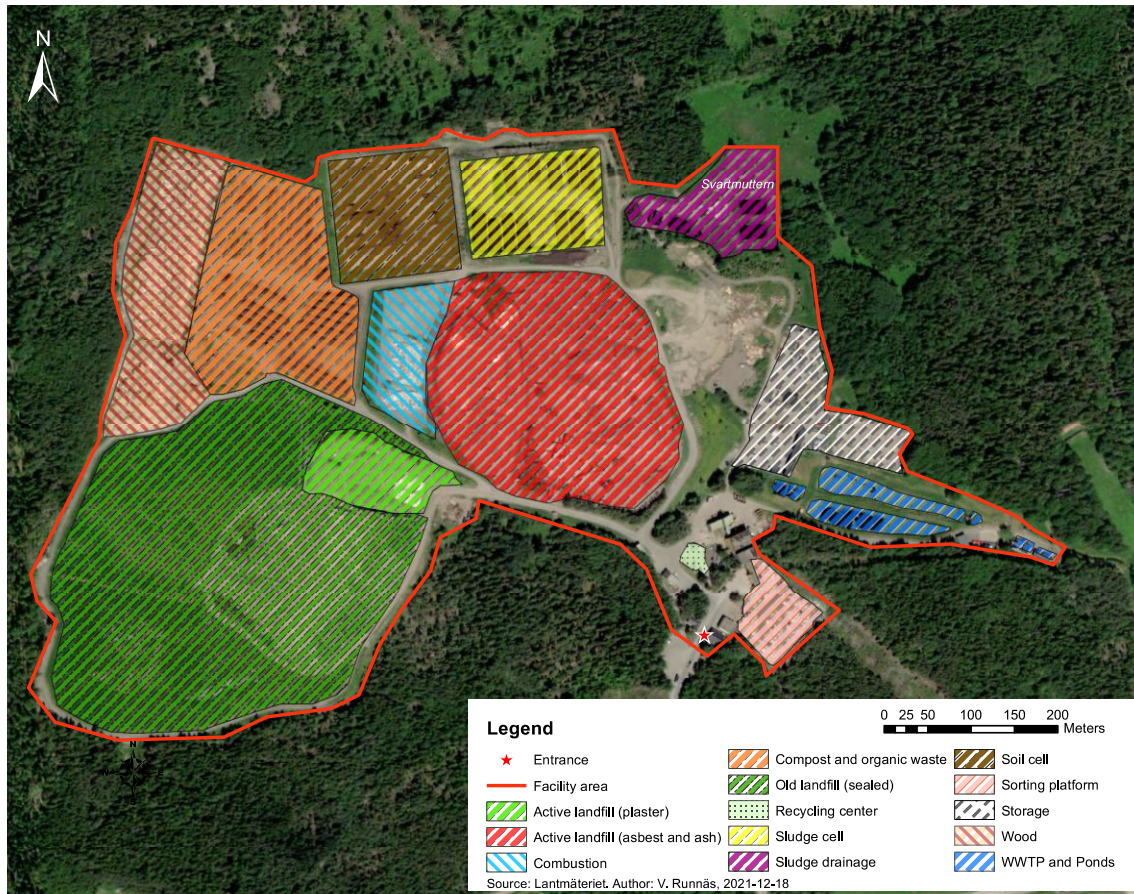 N
Svartmuttern
N
W
E
Legend
0 25 50 100 150 200
Meters
Entrance
Facility area
Active landfill (plaster)
Active landfill (asbest and ash)
Combustion
Compost and organic waste
Old landfill (sealed)
Recycling center
Sludge cell
Sludge drainage
Soil cell
Sorting platform
Storage
Wood
WWTP and Ponds
Source: Lantmäteriet. Author: V. Runnäs, 2021-12-18